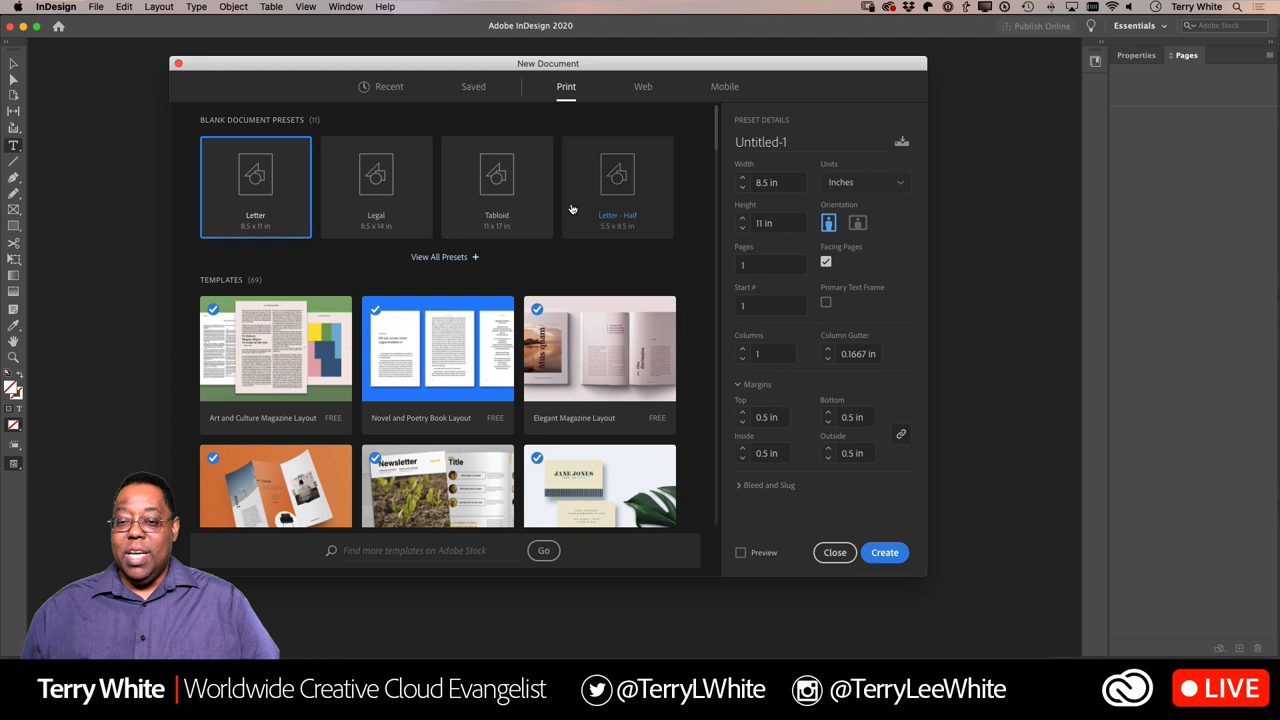 InDesign File Edit Layout Type Object Table View Window Help Terry White
Adobe InDesign 2020
Publish Online
Essentials
Adobe Stock
New Document
Recent Saved Print Web Mobile
Properties
Pages
BLANK DOCUMENT PRESETS (11)
Letter
8.5 x 11 in
Legal
8.5 x 14 in
Tabloid
11 x 17 in
Letter - Half
5.5 x 8.5 in
View All Presets +
TEMPLATES (69)
Art and Culture Magazine Layout FREE
Novel and Poetry Book Layout FREE
Elegant Magazine Layout FREE
Newsletter
Title
JANE JONES
Find more templates on Adobe Stock
Go
PRESET DETAILS
Untitled-1
Width
8.5 in
Units
Inches
Height
11 in
Orientation
Pages
1
Facing Pages
Start #
1
Primary Text Frame
Columns
1
Column Gutter
0.1667 in
Margins
Top
0.5 in
Bottom
0.5 in
Inside
0.5 in
Outside
0.5 in
Bleed and Slug
Preview
Close
Create
Terry White | Worldwide Creative Cloud Evangelist @TerryLWhite @TerryLeeWhite LIVE